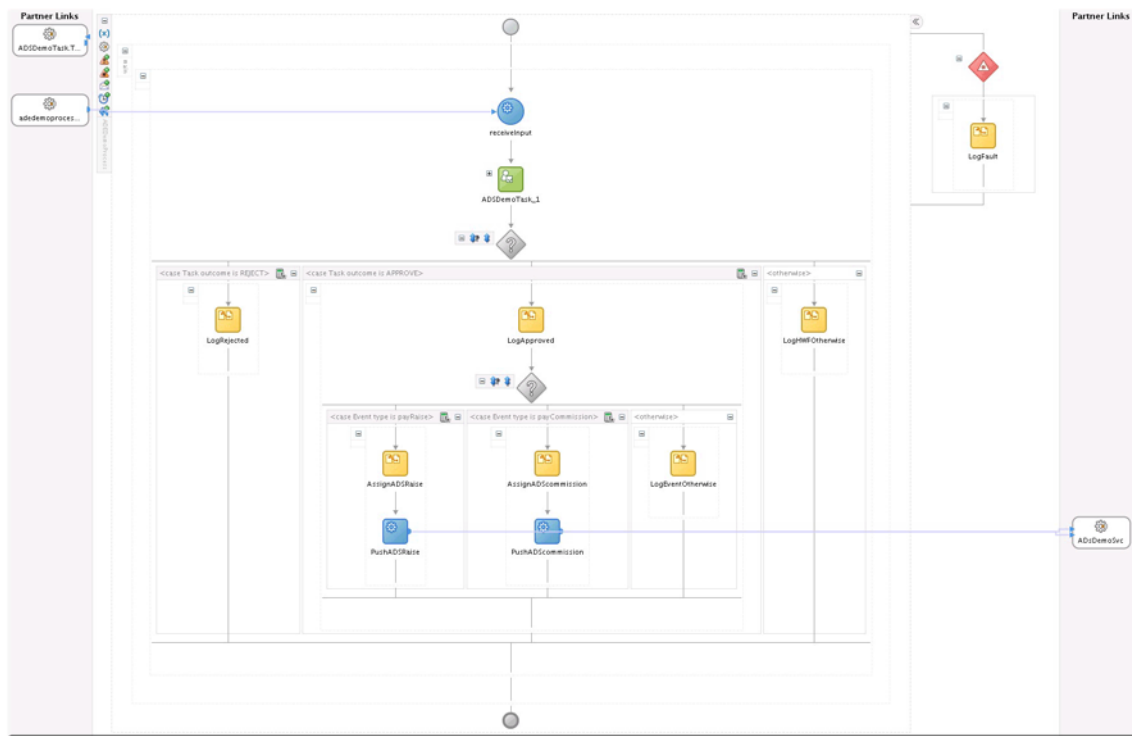 Partner Links
Partner Links
ADSDemoTask.T...
adedemoproces...
receiveInput
LogFault
ADSDemoTask_1
<case Task outcome is REJECT>
<case Task outcome is APPROVE>
<otherwise>
LogRejected
LogApproved
LogHWFOtherwise
<case Event type is payRaise>
<case Event type is payCommission>
<otherwise>
AssignADSRaise
AssignADScommission
LogEventOtherwise
PushADSRaise
PushADScommission
ADsDemoSvc